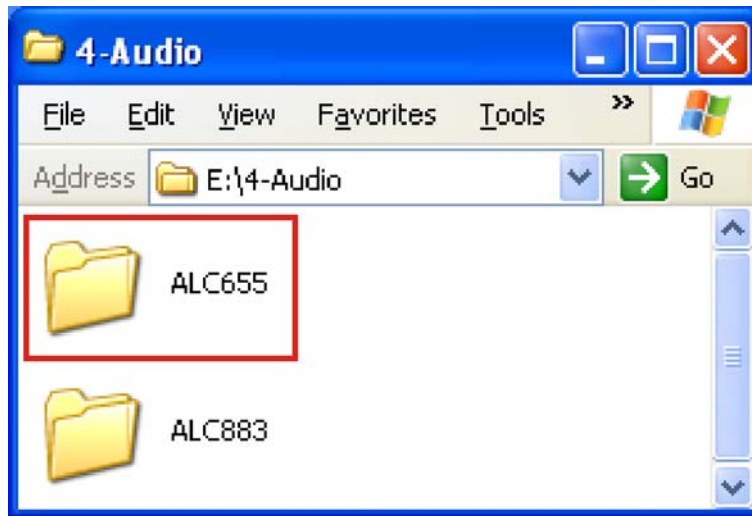 4-Audio
File Edit View Favorites Tools »
Address E:\4-Audio Go
ALC655
ALC883